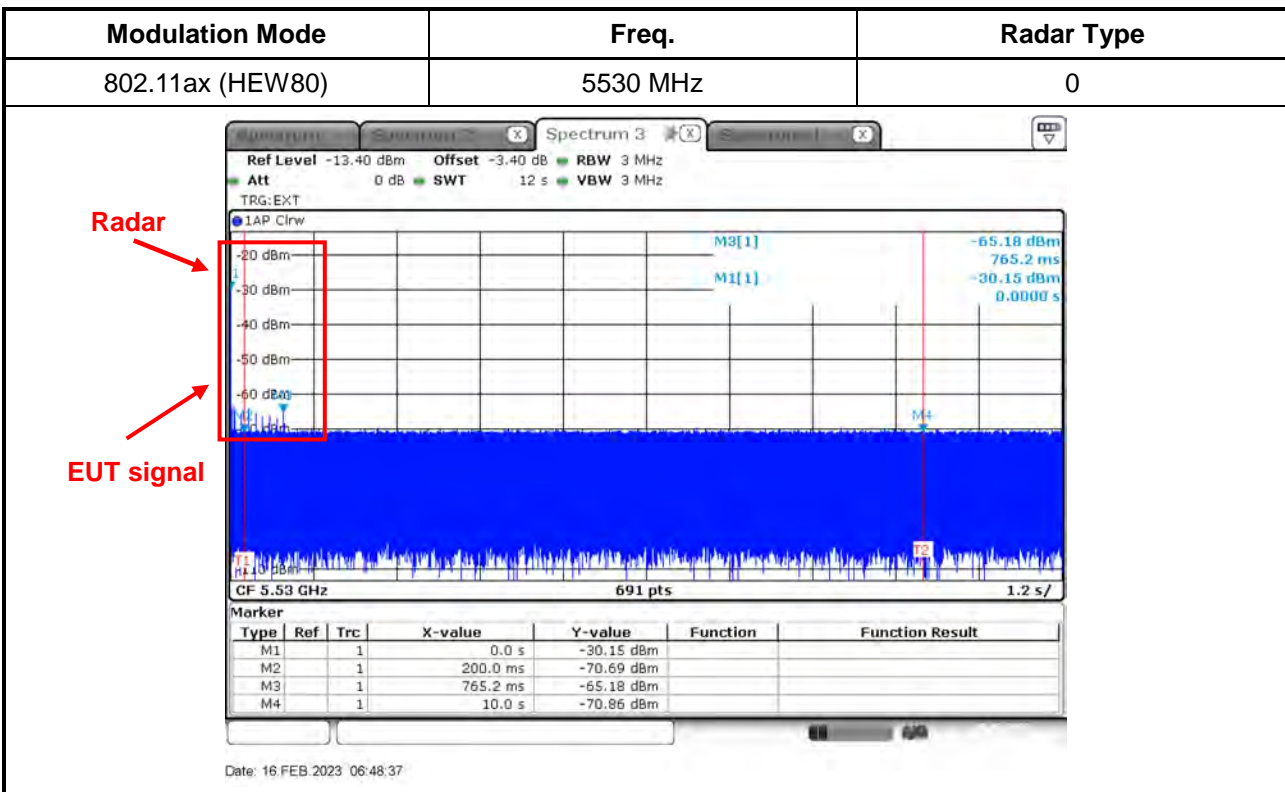 Modulation Mode Freq. Radar Type
802.11ax (HEW80) 5530 MHz 0
Spectrum 3
Ref Level -13.40 dBm Offset -3.40 dB RBW 3 MHz
Att 0 dB SWT 12 s VBW 3 MHz
TRG:EXT
1AP Clrw
Radar
M3[1] -65.18 dBm
765.2 ms
M1[1] -30.15 dBm
0.0000 s
-20 dBm
-30 dBm
-40 dBm
-50 dBm
-60 dBm
M2 M4
EUT signal
T1 T2
-110 dBm
CF 5.53 GHz 691 pts 1.2 s/
Marker
Type Ref Trc X-value Y-value Function Function Result
M1 1 0.0 s -30.15 dBm
M2 1 200.0 ms -70.69 dBm
M3 1 765.2 ms -65.18 dBm
M4 1 10.0 s -70.86 dBm
Date: 16.FEB.2023 06:48:37